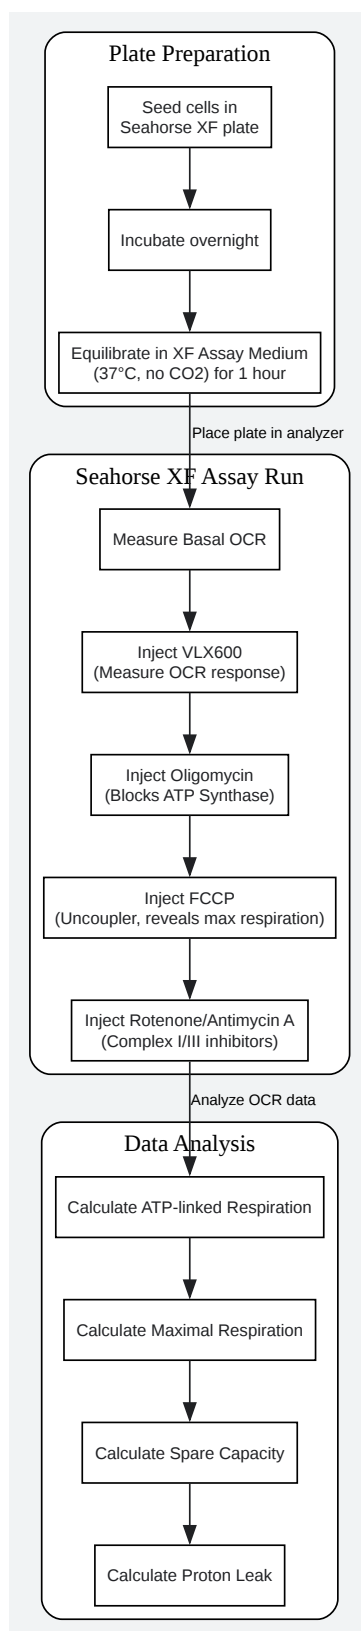 Plate Preparation
Seed cells in
Seahorse XF plate
Incubate overnight
Equilibrate in XF Assay Medium
(37°C, no CO2) for 1 hour
Place plate in analyzer
Seahorse XF Assay Run
Measure Basal OCR
Inject VLX600
(Measure OCR response)
Inject Oligomycin
(Blocks ATP Synthase)
Inject FCCP
(Uncoupler, reveals max respiration)
Inject Rotenone/Antimycin A
(Complex I/III inhibitors)
Analyze OCR data
Data Analysis
Calculate ATP-linked Respiration
Calculate Maximal Respiration
Calculate Spare Capacity
Calculate Proton Leak